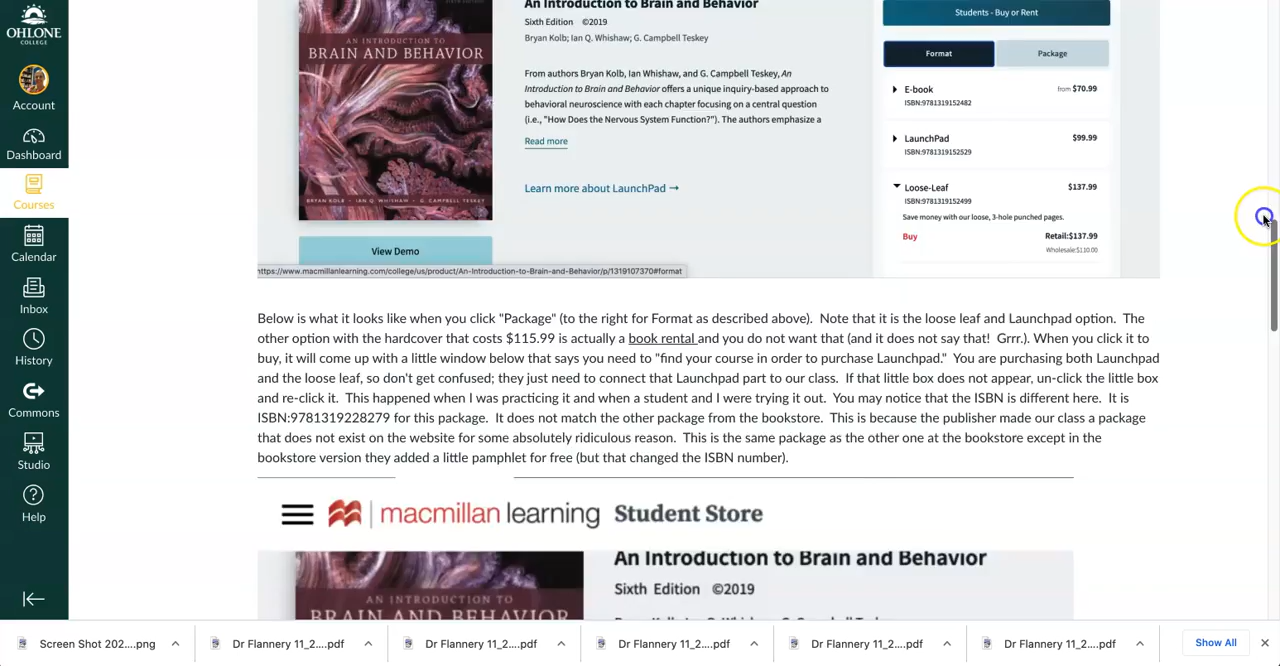 OHLONE
COLLEGE
Account
Dashboard
Courses
Calendar
Inbox
History
Commons
Studio
Help
AN INTRODUCTION TO
BRAIN AND BEHAVIOR
BRYAN KOLB • IAN Q. WHISHAW • G. CAMPBELL TESKEY
View Demo
https://www.macmillanlearning.com/college/us/product/An-Introduction-to-Brain-and-Behavior/p/1319107370#format
An Introduction to Brain and Behavior
Sixth Edition ©2019
Bryan Kolb; Ian Q. Whishaw; G. Campbell Teskey
From authors Bryan Kolb, Ian Whishaw, and G. Campbell Teskey, An
Introduction to Brain and Behavior offers a unique inquiry-based approach to
behavioral neuroscience with each chapter focusing on a central question
(i.e., "How Does the Nervous System Function?"). The authors emphasize a
Read more
Learn more about LaunchPad →
Students - Buy or Rent
Format Package
E-book from $70.99
ISBN:9781319152482
LaunchPad $99.99
ISBN:9781319152529
Loose-Leaf $137.99
ISBN:9781319152499
Save money with our loose, 3-hole punched pages.
Buy Retail:$137.99
Wholesale:$110.00
Below is what it looks like when you click "Package" (to the right for Format as described above). Note that it is the loose leaf and Launchpad option. The
other option with the hardcover that costs $115.99 is actually a book rental and you do not want that (and it does not say that! Grrr.). When you click it to
buy, it will come up with a little window below that says you need to "find your course in order to purchase Launchpad." You are purchasing both Launchpad
and the loose leaf, so don't get confused; they just need to connect that Launchpad part to our class. If that little box does not appear, un-click the little box
and re-click it. This happened when I was practicing it and when a student and I were trying it out. You may notice that the ISBN is different here. It is
ISBN:9781319228279 for this package. It does not match the other package from the bookstore. This is because the publisher made our class a package
that does not exist on the website for some absolutely ridiculous reason. This is the same package as the other one at the bookstore except in the
bookstore version they added a little pamphlet for free (but that changed the ISBN number).
macmillan learning Student Store
AN INTRODUCTION TO
BRAIN AND BEHAVIOR
An Introduction to Brain and Behavior
Sixth Edition ©2019
Screen Shot 202....png
Dr Flannery 11_2....pdf
Dr Flannery 11_2....pdf
Dr Flannery 11_2....pdf
Dr Flannery 11_2....pdf
Dr Flannery 11_2....pdf
Show All